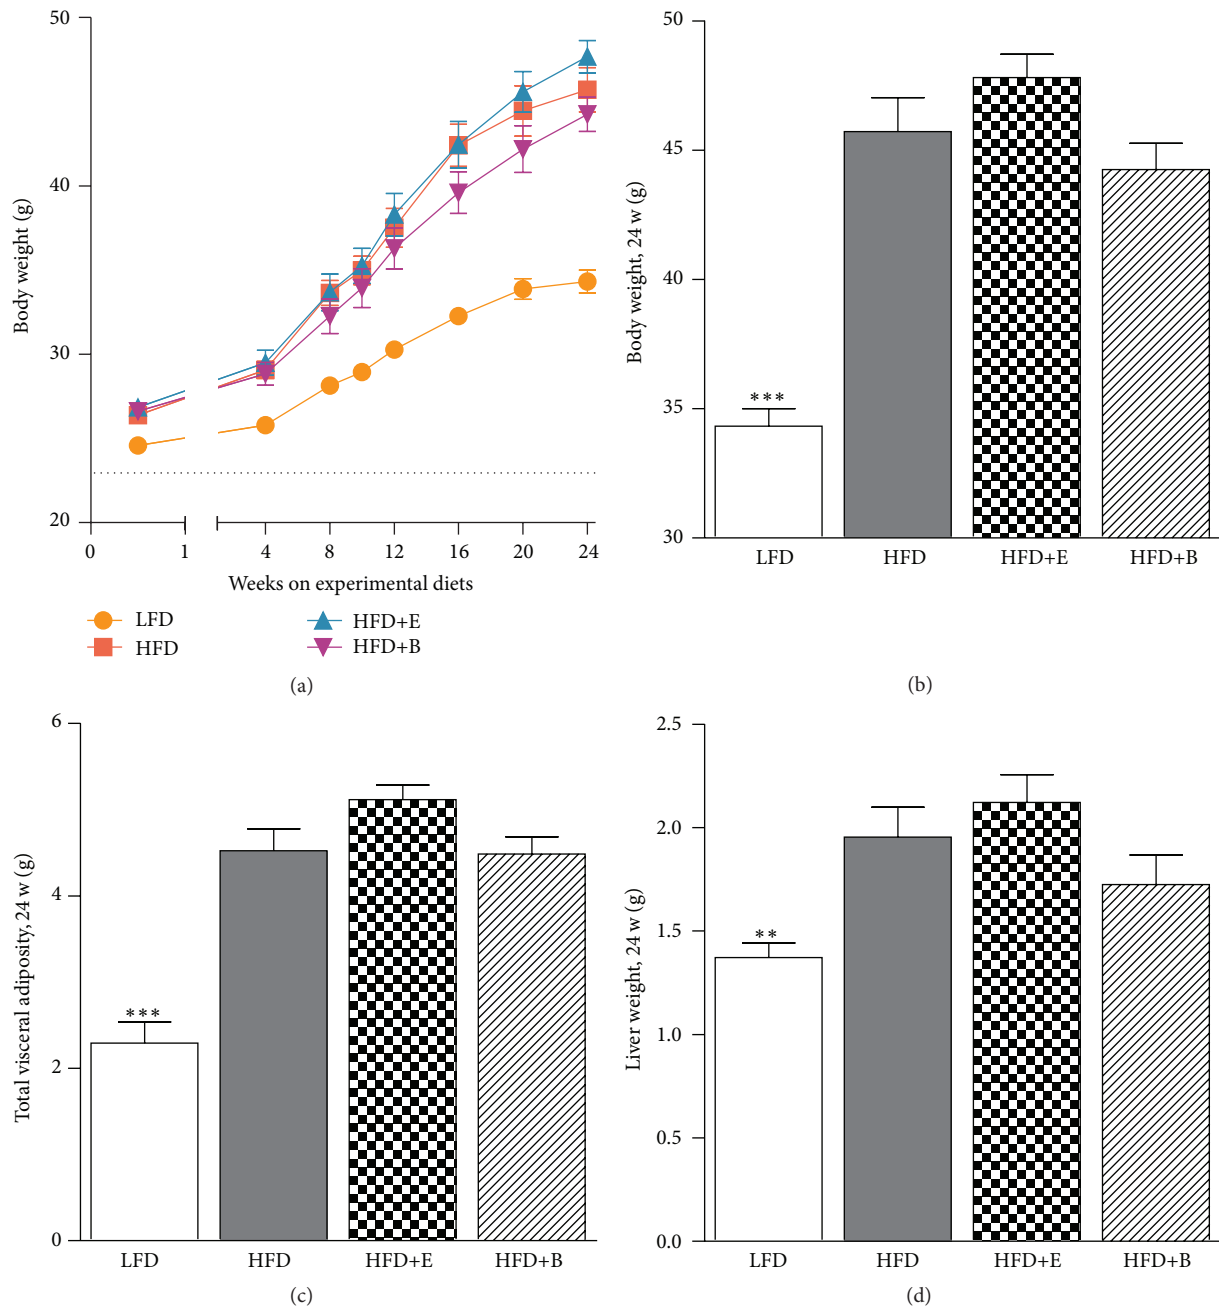 50
40
30
20
Body weight (g)
0 1 4 8 12 16 20 24
Weeks on experimental diets
LFD HFD+E
HFD HFD+B
(a)
50
45
40
35
30
Body weight, 24 w (g)
***
LFD HFD HFD+E HFD+B
(b)
6
4
2
0
Total visceral adiposity, 24 w (g)
***
LFD HFD HFD+E HFD+B
(c)
2.5
2.0
1.5
1.0
0.5
0.0
Liver weight, 24 w (g)
**
LFD HFD HFD+E HFD+B
(d)